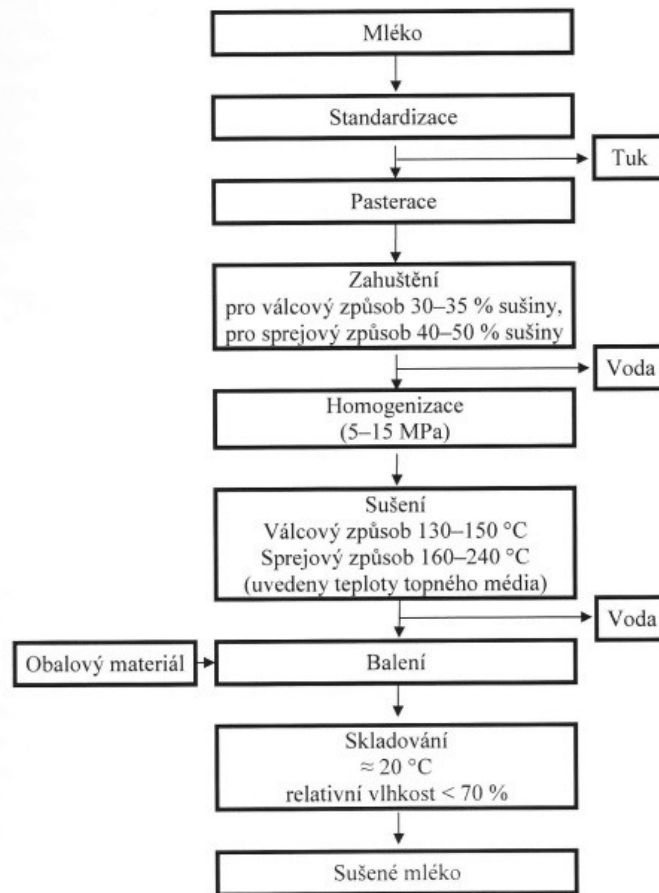 Mléko
Standardizace
Tuk
Pasterace
Zahuštění
pro válcový způsob 30–35 % sušiny,
pro sprejový způsob 40–50 % sušiny
Voda
Homogenizace
(5–15 MPa)
Sušení
Válcový způsob 130–150 °C
Sprejový způsob 160–240 °C
(uvedeny teploty topného média)
Voda
Obalový materiál
Balení
Skladování
≈ 20 °C
relativní vlhkost < 70 %
Sušené mléko